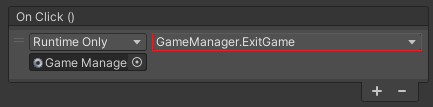 On Click ()
Runtime Only GameManager.ExitGame
Game Manage
+ −